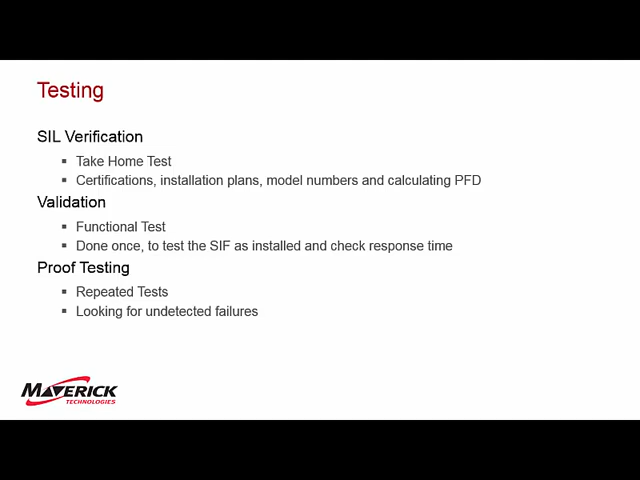 Testing
SIL Verification
▪ Take Home Test
▪ Certifications, installation plans, model numbers and calculating PFD
Validation
▪ Functional Test
▪ Done once, to test the SIF as installed and check response time
Proof Testing
▪ Repeated Tests
▪ Looking for undetected failures
MAVERICK
TECHNOLOGIES